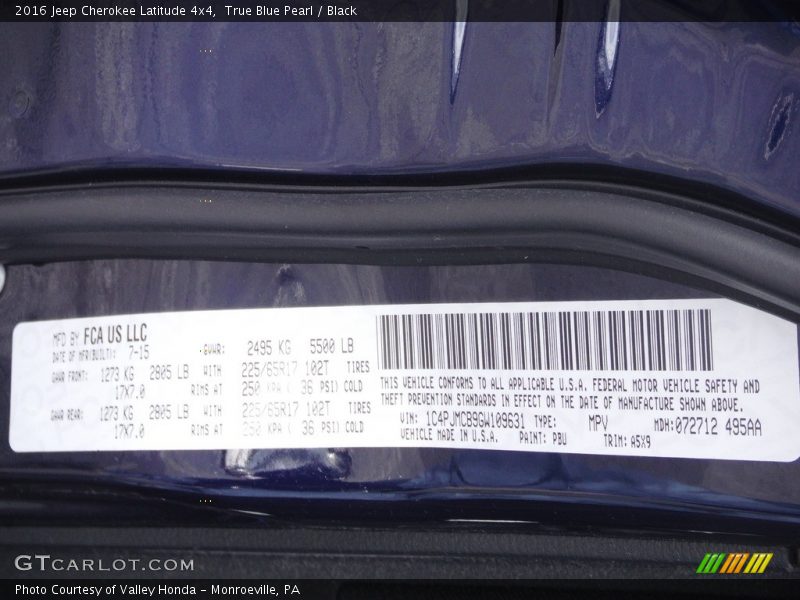 2016 Jeep Cherokee Latitude 4x4,  True Blue Pearl / Black
MFD BY FCA US LLC
DATE OF MFR/BUILT: 7-15 GVWR: 2495 KG 5500 LB
GAWR FRONT: 1273 KG 2805 LB WITH 225/65R17 102T TIRES
17X7.0 RIMS AT 250 KPA ( 36 PSI) COLD
GAWR REAR: 1273 KG 2805 LB WITH 225/65R17 102T TIRES
17X7.0 RIMS AT 250 KPA ( 36 PSI) COLD
THIS VEHICLE CONFORMS TO ALL APPLICABLE U.S.A. FEDERAL MOTOR VEHICLE SAFETY AND
THEFT PREVENTION STANDARDS IN EFFECT ON THE DATE OF MANUFACTURE SHOWN ABOVE.
VIN: 1C4PJMCB9GW109631 TYPE: MPV MDH:072712 495AA
VEHICLE MADE IN U.S.A. PAINT: PBU TRIM: A5X9
GTCARLOT.COM
Photo Courtesy of Valley Honda – Monroeville, PA